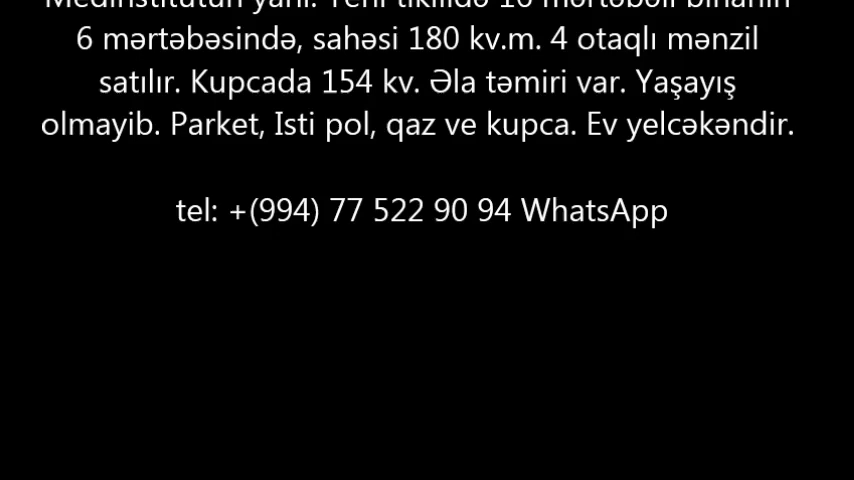 Medinstitutun yanı. Yeni tikilidə 16 mərtəbəli binanın
6 mərtəbəsində, sahəsi 180 kv.m. 4 otaqlı mənzil
satılır. Kupcada 154 kv. Əla təmiri var. Yaşayış
olmayib. Parket, Isti pol, qaz ve kupca. Ev yelcəkəndir.
tel: +(994) 77 522 90 94 WhatsApp